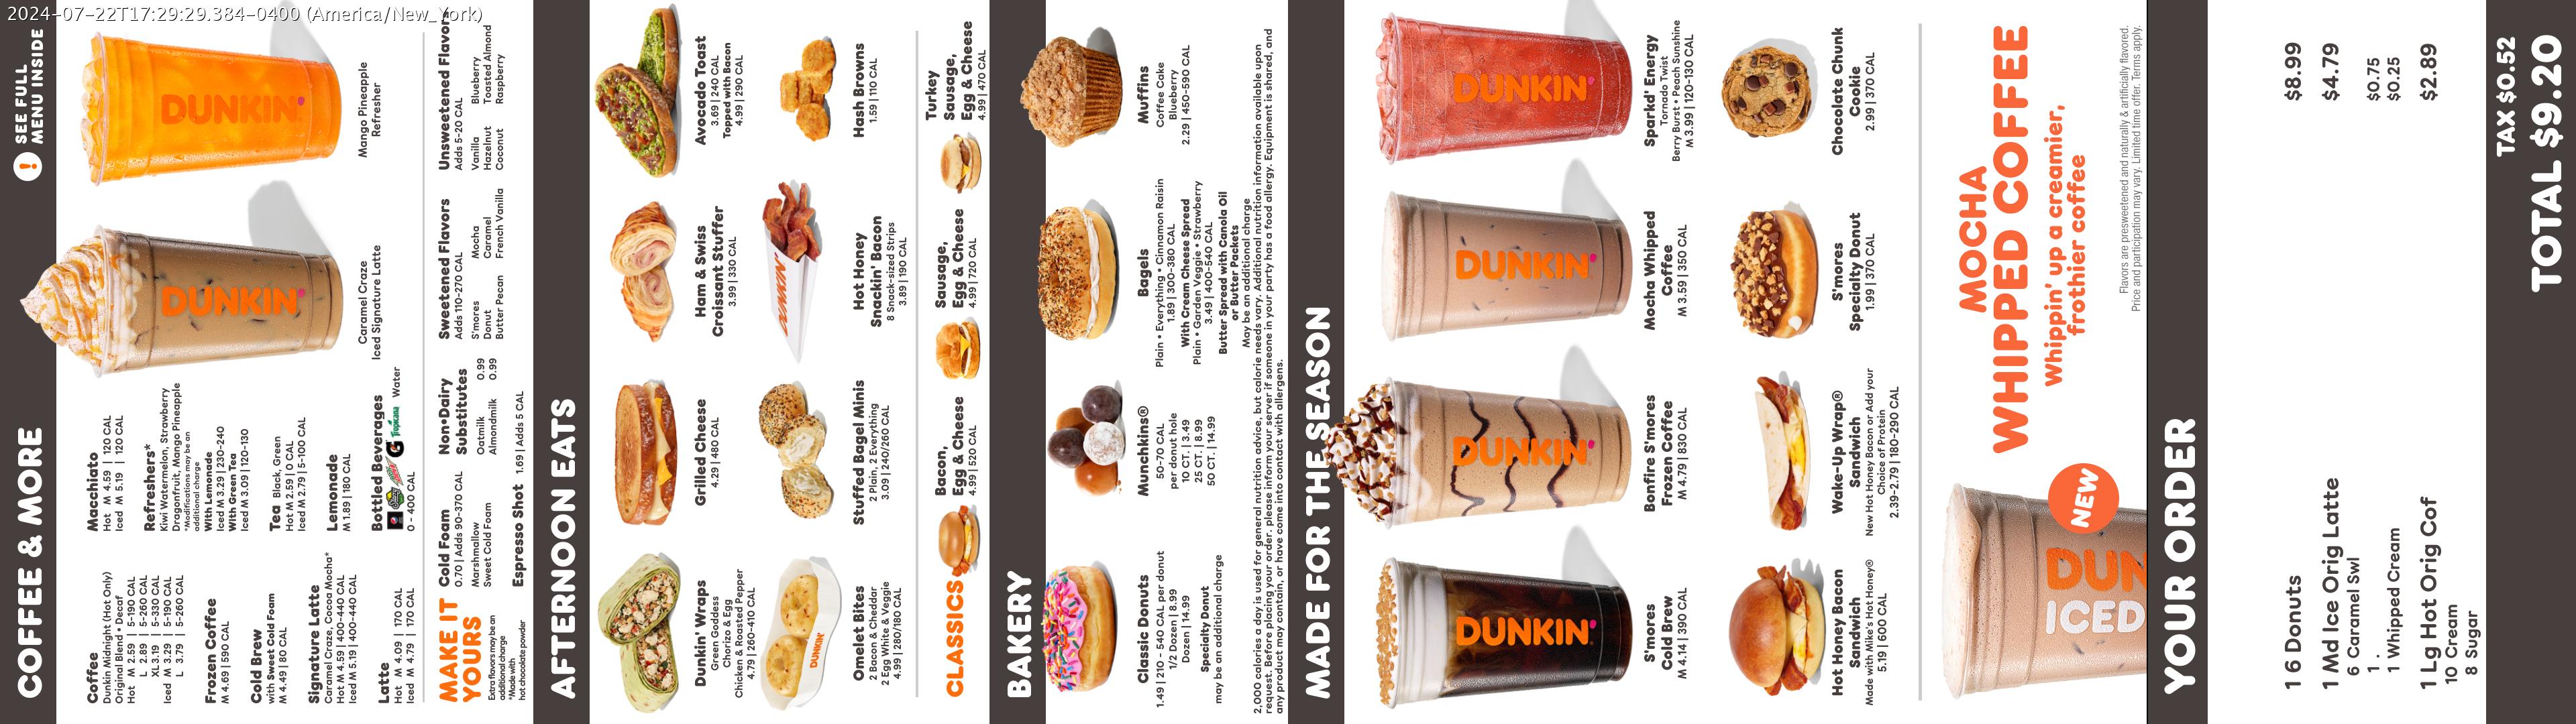 2024-07-22T17:29:29.384-0400 (America/New_York)
COFFEE & MORE
! SEE FULL
MENU INSIDE
Coffee
Dunkin Midnight (Hot Only)
Original Blend • Decaf
Hot M 2.59 | 5-190 CAL
L 2.89 | 5-260 CAL
XL3.19 | 5-330 CAL
Iced M 3.29 | 5-190 CAL
L 3.79 | 5-260 CAL
Frozen Coffee
M 4.69 | 590 CAL
Cold Brew
with Sweet Cold Foam
M 4.49 | 80 CAL
Signature Latte
Caramel Craze, Cocoa Mocha*
Hot M 4.59 | 400-440 CAL
Iced M 5.19 | 400-440 CAL
Latte
Hot M 4.09 | 170 CAL
Iced M 4.79 | 170 CAL
Macchiato
Hot M 4.59 | 120 CAL
Iced M 5.19 | 120 CAL
Refreshers*
Kiwi Watermelon, Strawberry
Dragonfruit, Mango Pineapple
*Modifications may be an
additional charge
With Lemonade
Iced M 3.29 | 230-240
With Green Tea
Iced M 3.09 | 120-130
Tea Black, Green
Hot M 2.59 | 0 CAL
Iced M 2.79 | 5-100 CAL
Lemonade
M 1.89 | 180 CAL
Bottled Beverages
Tropicana Water
0 - 400 CAL
DUNKIN'
Caramel Craze
Iced Signature Latte
DUNKIN'
Mango Pineapple
Refresher
MAKE IT
YOURS
Extra flavors may be an
additional charge
*Made with
hot chocolate powder
Cold Foam
0.70 | Adds 90-370 CAL
Marshmallow
Sweet Cold Foam
Espresso Shot 1.69 | Adds 5 CAL
Non•Dairy
Substitutes
Oatmilk 0.99
Almondmilk 0.99
Sweetened Flavors
Adds 110-270 CAL
S'mores Mocha
Donut Caramel
Butter Pecan French Vanilla
Unsweetened Flavors
Adds 5-20 CAL
Vanilla Blueberry
Hazelnut Toasted Almond
Coconut Raspberry
AFTERNOON EATS
Dunkin' Wraps
Green Goddess
Chorizo & Egg
Chicken & Roasted Pepper
4.79 | 260-410 CAL
Grilled Cheese
4.29 | 480 CAL
Ham & Swiss
Croissant Stuffer
3.99 | 330 CAL
Avocado Toast
3.69 | 240 CAL
Topped with Bacon
4.99 | 290 CAL
DUNKIN'
Omelet Bites
2 Bacon & Cheddar
2 Egg White & Veggie
4.99 | 280/180 CAL
Stuffed Bagel Minis
2 Plain, 2 Everything
3.09 | 240/260 CAL
DUNKIN'
Hot Honey
Snackin' Bacon
8 Snack-sized Strips
3.89 | 190 CAL
Hash Browns
1.59 | 110 CAL
CLASSICS
Bacon,
Egg & Cheese
4.99 | 520 CAL
Sausage,
Egg & Cheese
4.99 | 720 CAL
Turkey
Sausage,
Egg & Cheese
4.99 | 470 CAL
BAKERY
Classic Donuts
1.49 | 210 - 540 CAL per donut
1/2 Dozen | 8.99
Dozen | 14.99
Specialty Donut
may be an additional charge
Munchkins®
50-70 CAL
per donut hole
10 CT. | 3.49
25 CT. | 8.99
50 CT. | 14.99
Bagels
Plain • Everything • Cinnamon Raisin
1.89 | 300-380 CAL
With Cream Cheese Spread
Plain • Garden Veggie • Strawberry
3.49 | 400-540 CAL
Butter Spread with Canola Oil
or Butter Packets
May be an additional charge
Muffins
Coffee Cake
Blueberry
2.29 | 450-590 CAL
2,000 calories a day is used for general nutrition advice, but calorie needs vary. Additional nutrition information available upon
request. Before placing your order, please inform your server if someone in your party has a food allergy. Equipment is shared, and
any product may contain, or have come into contact with allergens.
MADE FOR THE SEASON
DUNKIN'
S'mores
Cold Brew
M 4.14 | 390 CAL
DUNKIN'
Bonfire S'mores
Frozen Coffee
M 4.79 | 830 CAL
DUNKIN'
Mocha Whipped
Coffee
M 3.59 | 350 CAL
DUNKIN'
Sparkd' Energy
Tornado Twist
Berry Burst • Peach Sunshine
M 3.99 | 120-130 CAL
Hot Honey Bacon
Sandwich
Made with Mike's Hot Honey®
5.19 | 600 CAL
Wake-Up Wrap®
Sandwich
New Hot Honey Bacon or Add your
Choice of Protein
2.39-2.79 | 180-290 CAL
S'mores
Specialty Donut
1.99 | 370 CAL
Chocolate Chunk
Cookie
2.99 | 370 CAL
DUN
ICED
NEW
MOCHA
WHIPPED COFFEE
Whippin' up a creamier,
frothier coffee
Flavors are presweetened and naturally & artificially flavored.
Price and participation may vary. Limited time offer. Terms apply.
YOUR ORDER
1 6 Donuts $8.99
1 Md Ice Orig Latte $4.79
6 Caramel Swl
1 . $0.75
1 Whipped Cream $0.25
1 Lg Hot Orig Cof $2.89
10 Cream
8 Sugar
TAX $0.52
TOTAL $9.20